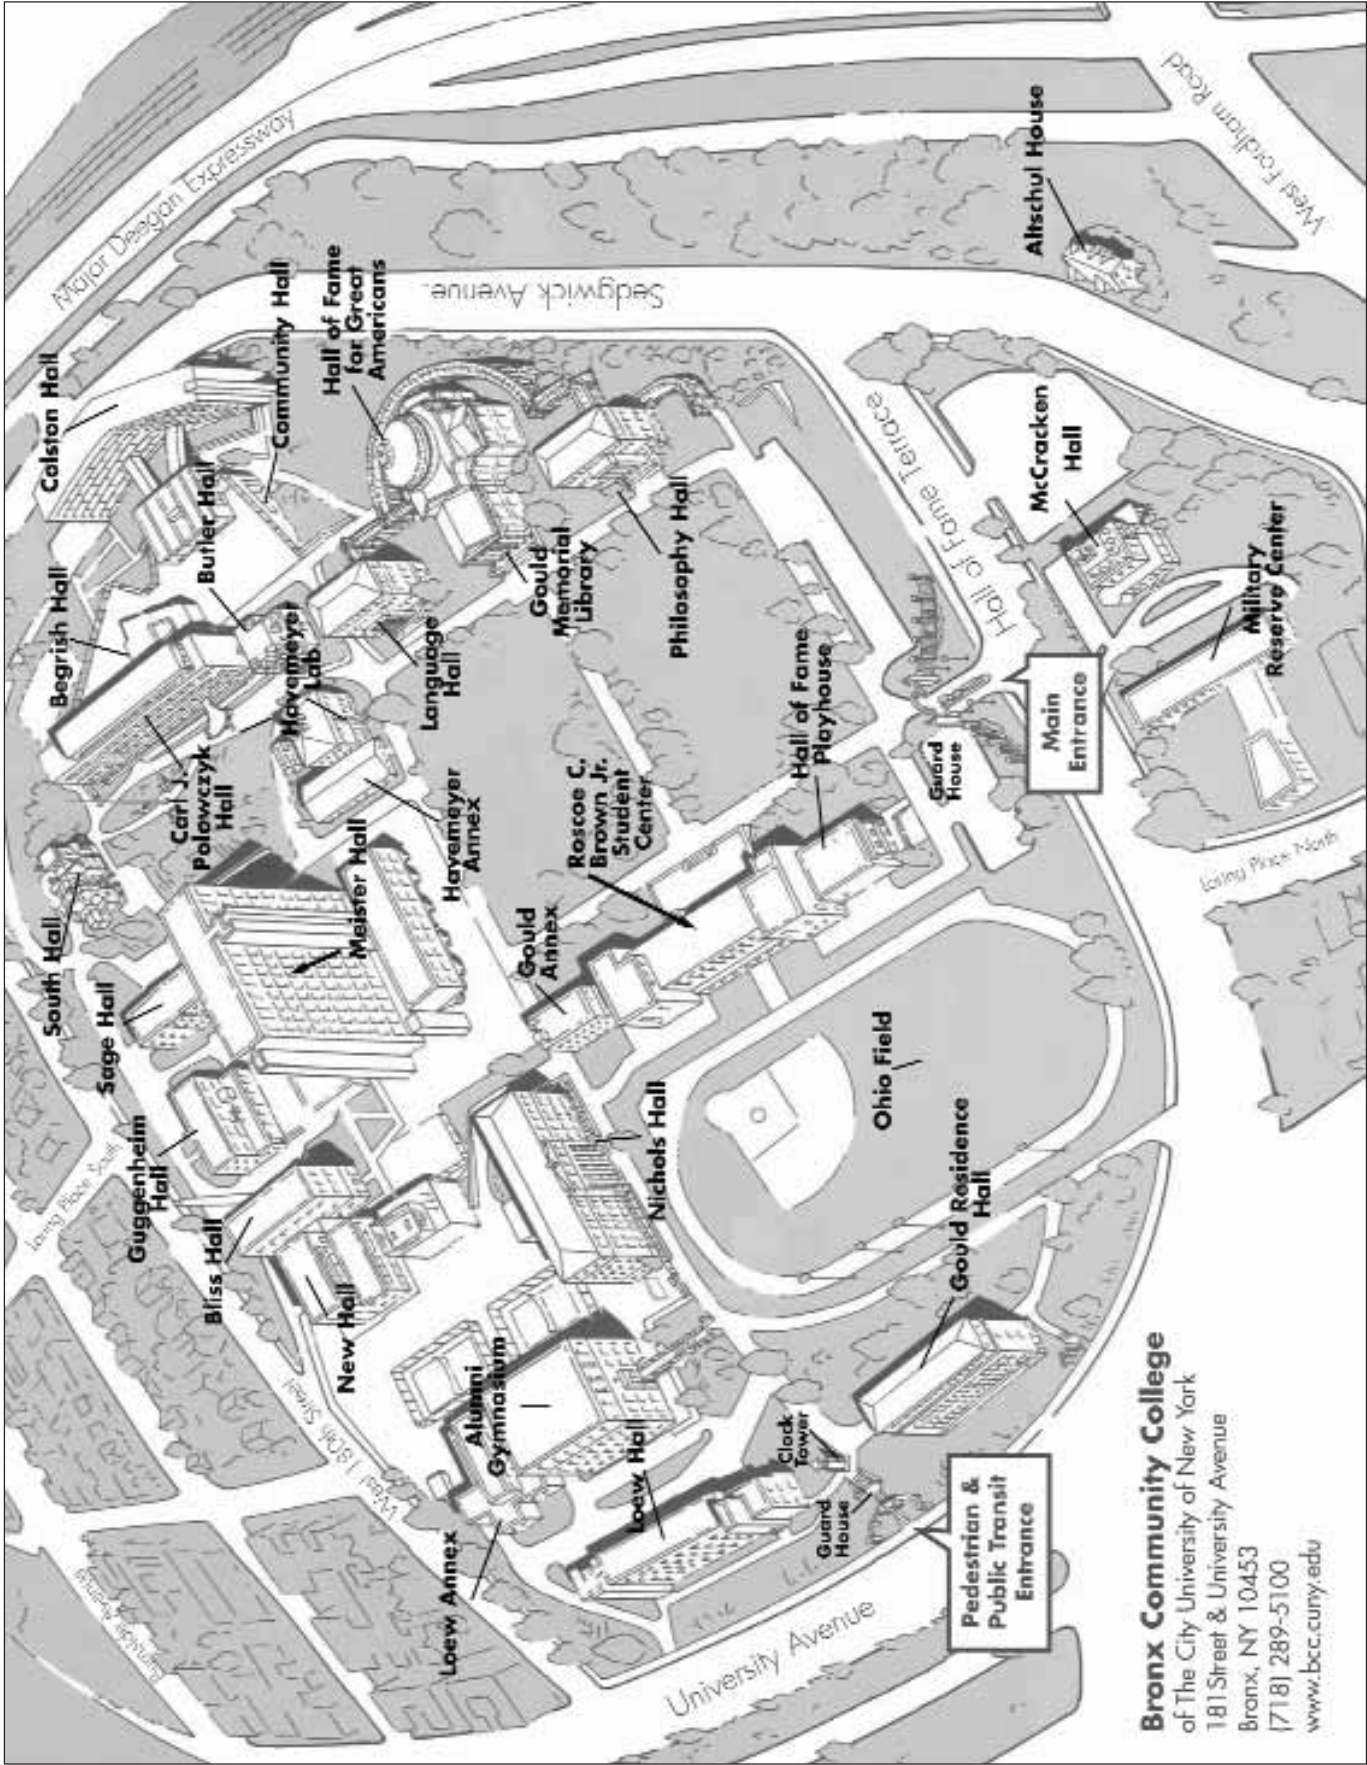 Major Deegan Expressway
West Fordham Road
Sedgwick Avenue
Altschul House
Colston Hall
Community Hall
Hall of Fame
for Great
Americans
Hall of Fame Terrace
McCracken
Hall
Begrish Hall
Butler Hall
Havemeyer
Lab
Language
Hall
Gould
Memorial
Library
Philosophy Hall
Military
Reserve Center
Main
Entrance
Guard
House
Hall of Fame
Playhouse
Roscoe C.
Brown Jr.
Student
Center
Carl J.
Polowczyk
Hall
Havemeyer
Annex
Meister Hall
South Hall
Sage Hall
Gould
Annex
Loring Place North
Ohio Field
Guggenheim
Hall
Loring Place South
Bliss Hall
New Hall
Nichols Hall
Gould Residence
Hall
Alumni
Gymnasium
West 180th Street
Loew Hall
Loew Annex
Clock
Tower
Guard
House
Pedestrian &
Public Transit
Entrance
University Avenue
Burnside Avenue
Bronx Community College
of The City University of New York
181 Street & University Avenue
Bronx, NY 10453
(718) 289-5100
www.bcc.cuny.edu